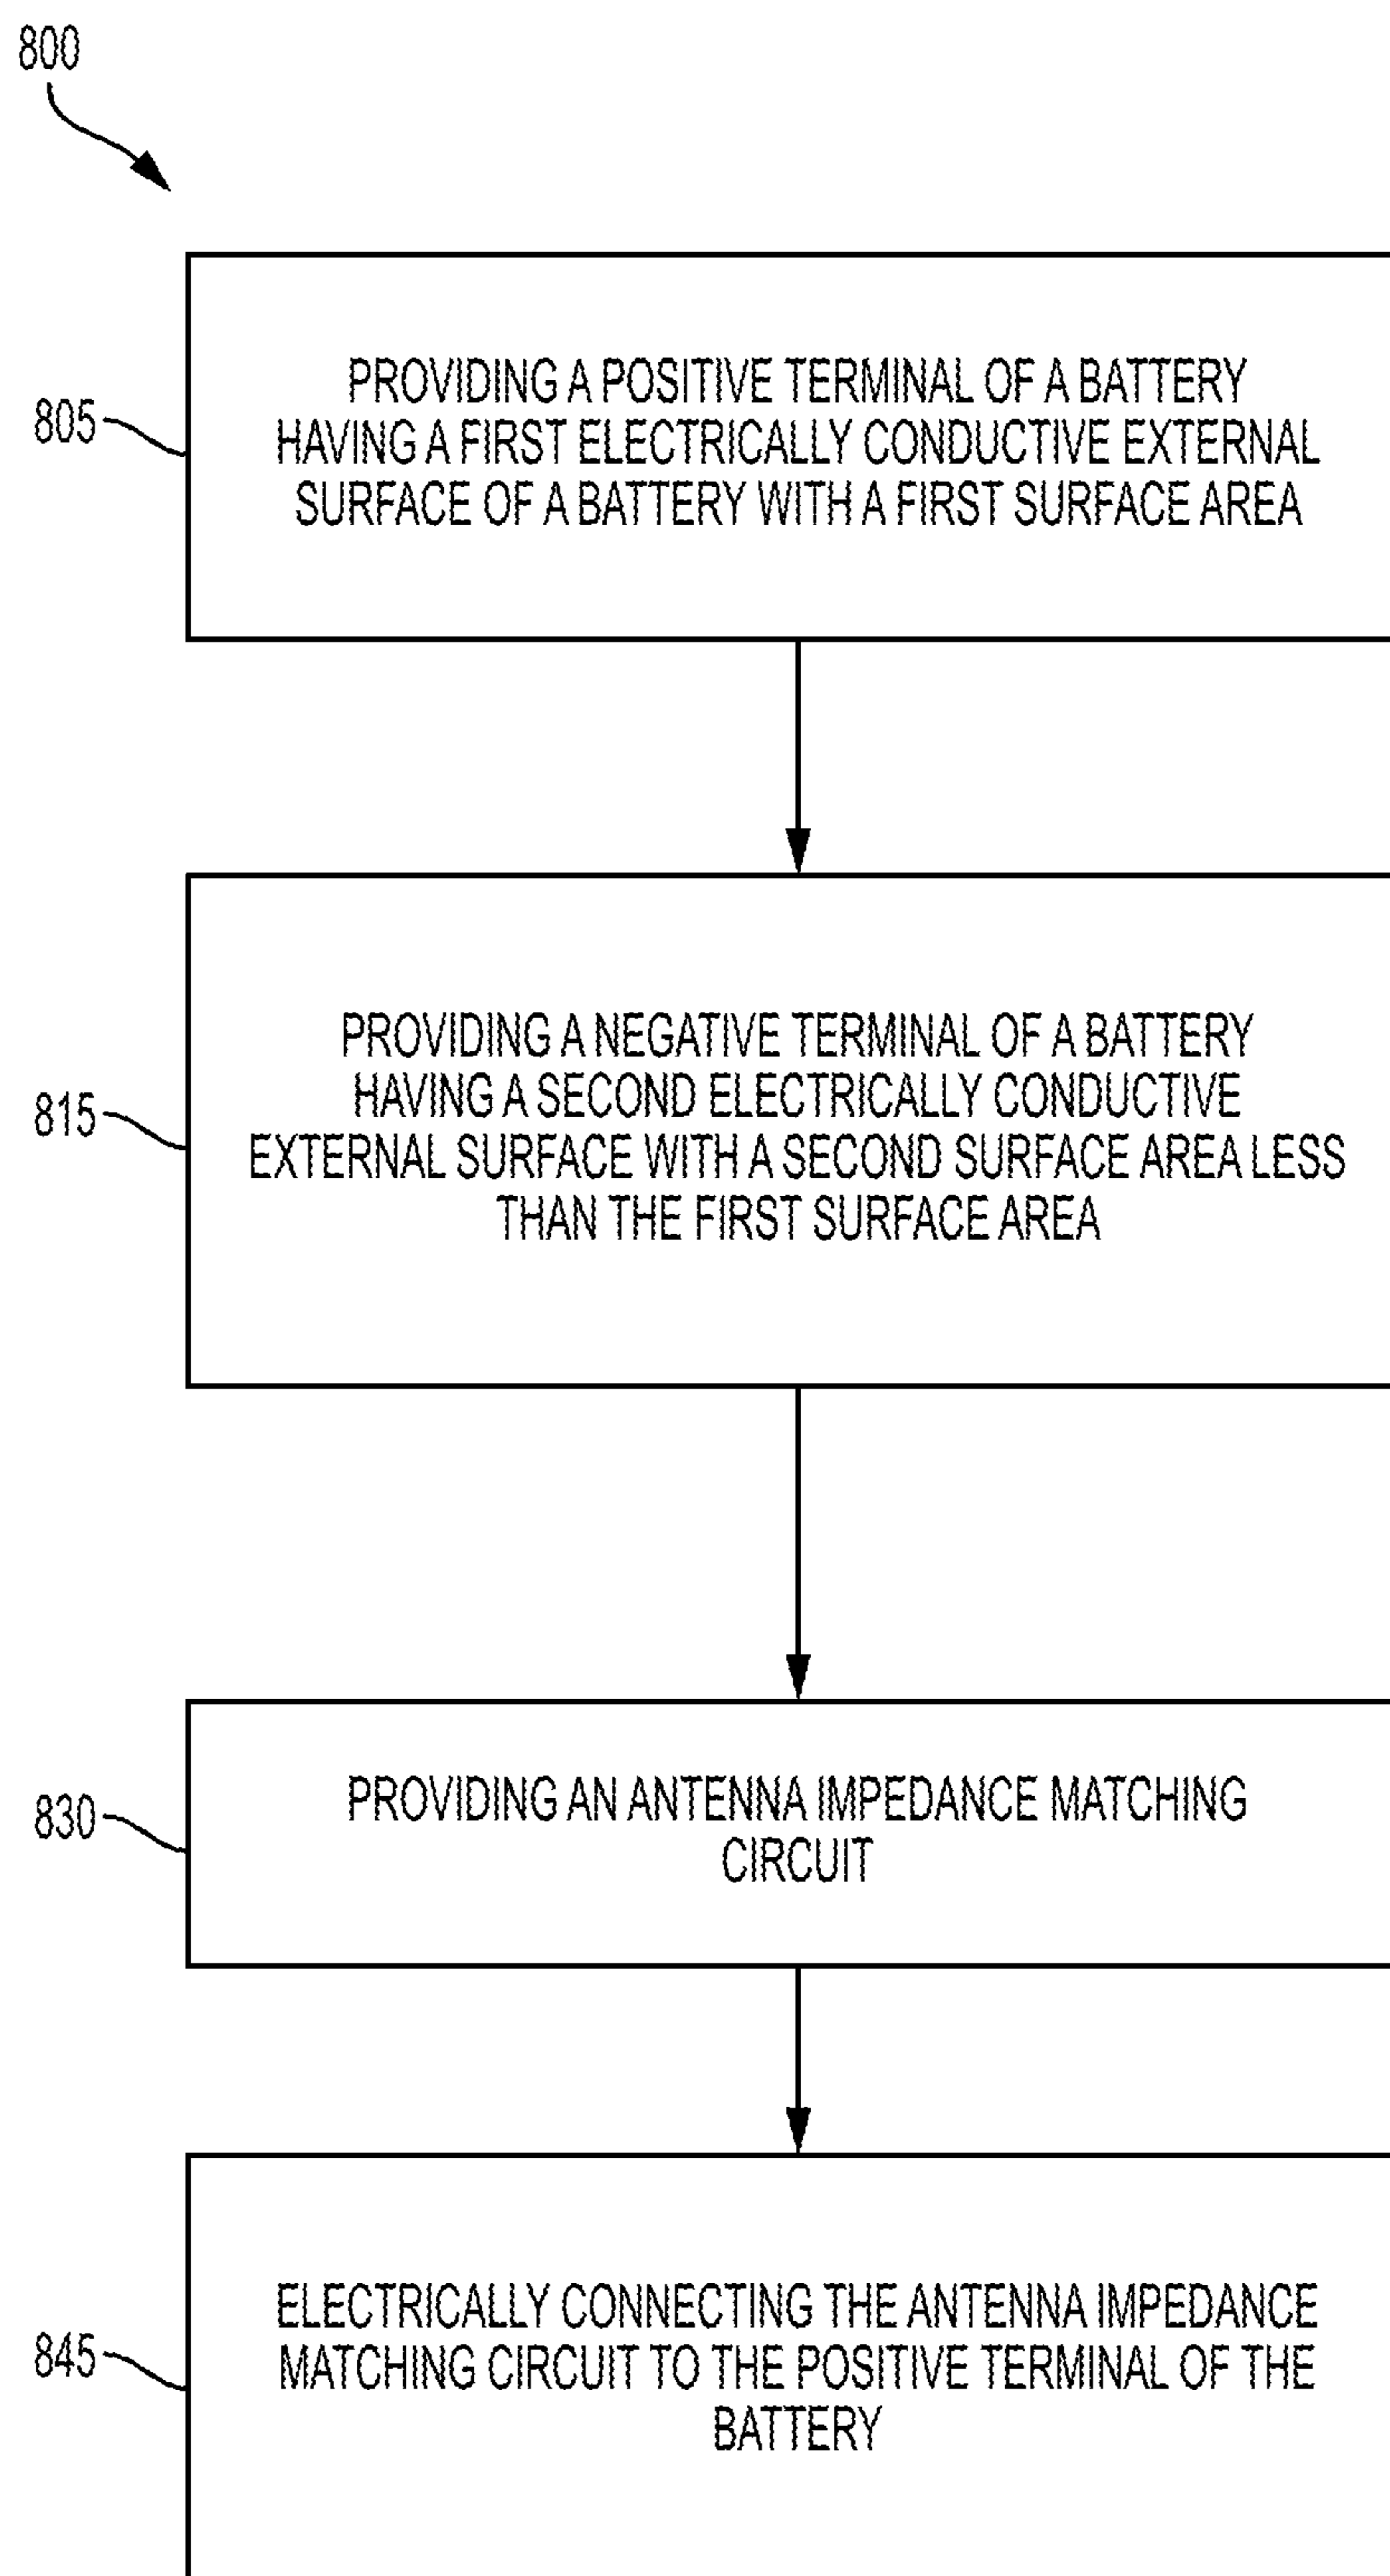 800
805
PROVIDING A POSITIVE TERMINAL OF A BATTERY
HAVING A FIRST ELECTRICALLY CONDUCTIVE EXTERNAL
SURFACE OF A BATTERY WITH A FIRST SURFACE AREA
815
PROVIDING A NEGATIVE TERMINAL OF A BATTERY
HAVING A SECOND ELECTRICALLY CONDUCTIVE
EXTERNAL SURFACE WITH A SECOND SURFACE AREA LESS
THAN THE FIRST SURFACE AREA
830
PROVIDING AN ANTENNA IMPEDANCE MATCHING
CIRCUIT
845
ELECTRICALLY CONNECTING THE ANTENNA IMPEDANCE
MATCHING CIRCUIT TO THE POSITIVE TERMINAL OF THE
BATTERY